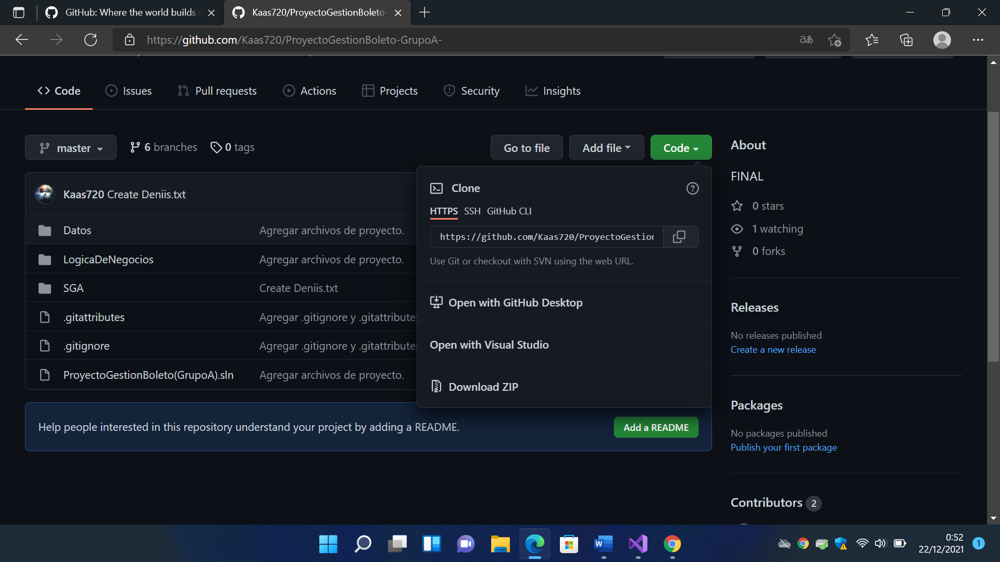 GitHub: Where the world builds
Kaas720/ProyectoGestionBoleto-
https://github.com/Kaas720/ProyectoGestionBoleto-GrupoA-
aあ
Code
Issues
Pull requests
Actions
Projects
Security
Insights
master
6 branches
0 tags
Go to file
Add file
Code
Kaas720 Create Deniis.txt
Datos
Agregar archivos de proyecto.
LogicaDeNegocios
Agregar archivos de proyecto.
SGA
Create Deniis.txt
.gitattributes
Agregar .gitignore y .gitattributes
.gitignore
Agregar .gitignore y .gitattributes
ProyectoGestionBoleto(GrupoA).sln
Agregar archivos de proyecto.
Clone
HTTPS SSH GitHub CLI
https://github.com/Kaas720/ProyectoGestion
Use Git or checkout with SVN using the web URL.
Open with GitHub Desktop
Open with Visual Studio
Download ZIP
Help people interested in this repository understand your project by adding a README.
Add a README
About
FINAL
0 stars
1 watching
0 forks
Releases
No releases published
Create a new release
Packages
No packages published
Publish your first package
Contributors 2
W
0:52
22/12/2021
1